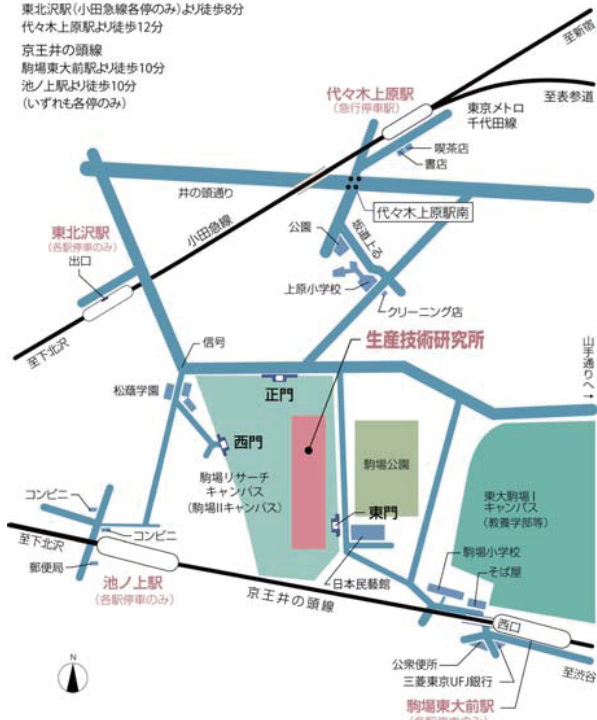 東北沢駅(小田急線各停のみ)より徒歩8分
代々木上原駅より徒歩12分
京王井の頭線
駒場東大前駅より徒歩10分
池ノ上駅より徒歩10分
(いずれも各停のみ)
至新宿
代々木上原駅
(急行停車駅)
至表参道
東京メトロ
千代田線
喫茶店
書店
井の頭通り
小田急線
代々木上原駅南
東北沢駅
(各駅停車のみ)
出口
公園
坂道上る
上原小学校
クリーニング店
至下北沢
信号
生産技術研究所
山手通りへ→
松蔭学園
正門
西門
駒場リサーチ
キャンパス
(駒場IIキャンパス)
駒場公園
東大駒場I
キャンパス
(教養学部等)
コンビニ
コンビニ
東門
至下北沢
郵便局
池ノ上駅
(各駅停車のみ)
京王井の頭線
日本民藝館
駒場小学校
そば屋
西口
公衆便所
三菱東京UFJ銀行
至渋谷
N
駒場東大前駅
(各駅停車のみ)